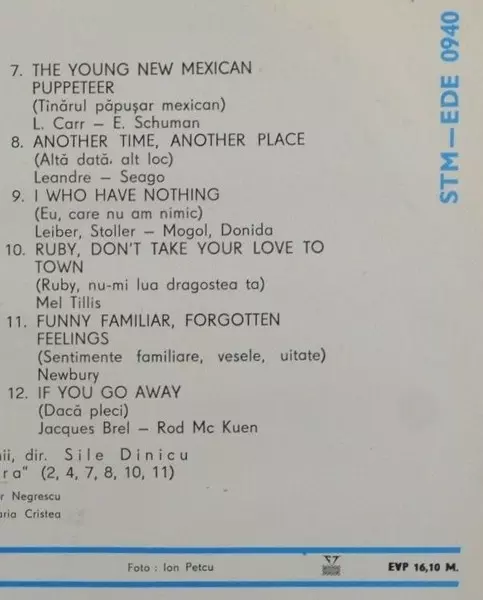 STM—EDE 0940
7. THE YOUNG NEW MEXICAN
PUPPETEER
(Tînărul păpușar mexican)
L. Carr – E. Schuman
8. ANOTHER TIME, ANOTHER PLACE
(Altă dată, alt loc)
Leandre – Seago
9. I WHO HAVE NOTHING
(Eu, care nu am nimic)
Leiber, Stoller – Mogol, Donida
10. RUBY, DON'T TAKE YOUR LOVE TO
TOWN
(Ruby, nu-mi lua dragostea ta)
Mel Tillis
11. FUNNY FAMILIAR, FORGOTTEN
FEELINGS
(Sentimente familiare, vesele, uitate)
Newbury
12. IF YOU GO AWAY
(Dacă pleci)
Jacques Brel – Rod Mc Kuen
ii, dir. Sile Dinicu
ra" (2, 4, 7, 8, 10, 11)
r Negrescu
aria Cristea
Foto : Ion Petcu EVP 16,10 M.